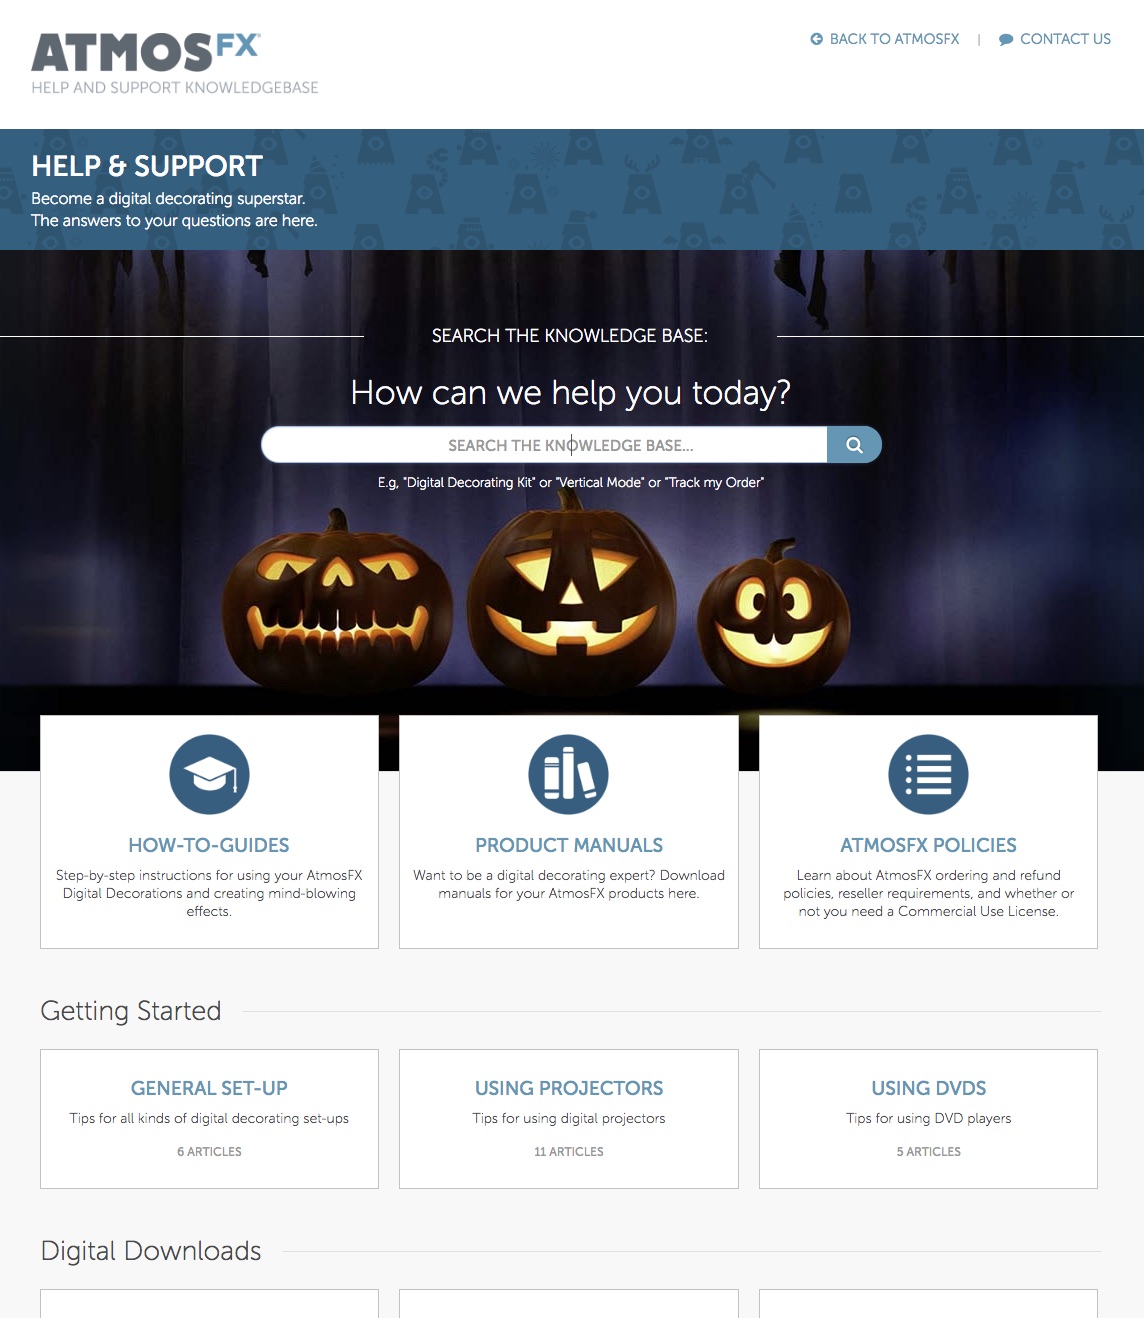 ATMOSFX
HELP AND SUPPORT KNOWLEDGEBASE
BACK TO ATMOSFX | CONTACT US
HELP & SUPPORT
Become a digital decorating superstar.
The answers to your questions are here.
SEARCH THE KNOWLEDGE BASE:
How can we help you today?
SEARCH THE KNOWLEDGE BASE...
E.g, "Digital Decorating Kit" or "Vertical Mode" or "Track my Order"
HOW-TO-GUIDES
Step-by-step instructions for using your AtmosFX
Digital Decorations and creating mind-blowing
effects.
PRODUCT MANUALS
Want to be a digital decorating expert? Download
manuals for your AtmosFX products here.
ATMOSFX POLICIES
Learn about AtmosFX ordering and refund
policies, reseller requirements, and whether or
not you need a Commercial Use License.
Getting Started
GENERAL SET-UP
Tips for all kinds of digital decorating set-ups
6 ARTICLES
USING PROJECTORS
Tips for using digital projectors
11 ARTICLES
USING DVDS
Tips for using DVD players
5 ARTICLES
Digital Downloads